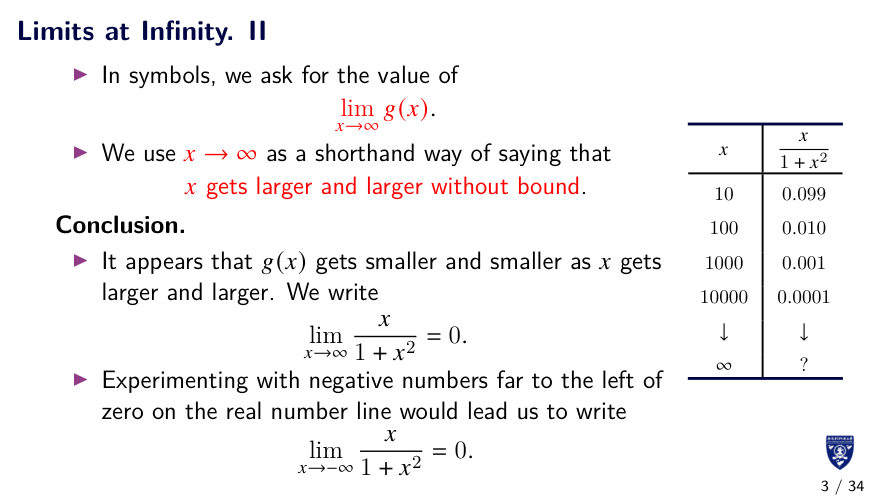 Limits at Infinity. II
▶ In symbols, we ask for the value of
lim x→∞ g(x).
▶ We use x → ∞ as a shorthand way of saying that
x gets larger and larger without bound.
Conclusion.
▶ It appears that g(x) gets smaller and smaller as x gets
larger and larger. We write
lim x→∞ x / (1 + x²) = 0.
▶ Experimenting with negative numbers far to the left of
zero on the real number line would lead us to write
lim x→−∞ x / (1 + x²) = 0.
x x / (1 + x²)
10 0.099
100 0.010
1000 0.001
10000 0.0001
↓ ↓
∞ ?
3 / 34